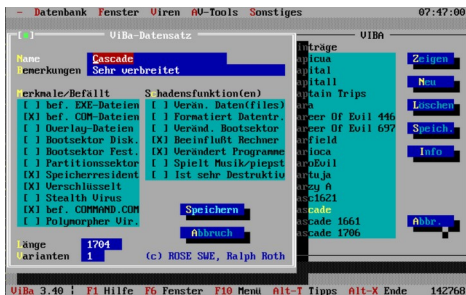 ≡ Datenbank Fenster Viren AV-Tools Sonstiges 07:47:00
ViBa-Datensatz
Name Cascade
Bemerkungen Sehr verbreitet
Merkmale/Befällt
[ ] bef. EXE-Dateien
[X] bef. COM-Dateien
[ ] Overlay-Dateien
[ ] Bootsektor Disk.
[ ] Bootsektor Fest.
[ ] Partitionssektor
[X] Speicherresident
[X] Verschlüsselt
[ ] Stealth Virus
[X] bef. COMMAND.COM
[ ] Polymorpher Vir.
Schadensfunktion(en)
[ ] Verän. Daten(files)
[ ] Formatiert Datentr.
[ ] Veränd. Bootsektor
[X] Beeinflußt Rechner
[X] Verändert Programme
[ ] Spielt Musik/piepst
[ ] Ist sehr Destruktiv
Speichern
Abbruch
Länge 1704
Varianten 1
(c) ROSE SWE, Ralph Roth
VIBA
inträge
apicua
apital
apitall
aptain Trips
ara
areer Of Evil 446
areer Of Evil 697
arfield
arioca
aroEvil
artuja
arzy A
asc1621
ascade
ascade 1661
ascade 1706
Zeigen
Neu
Löschen
Speich.
Info
Abbr.
ViBa 3.40 ¦ F1 Hilfe F6 Fenster F10 Menü Alt-T Tipps Alt-X Ende 142768